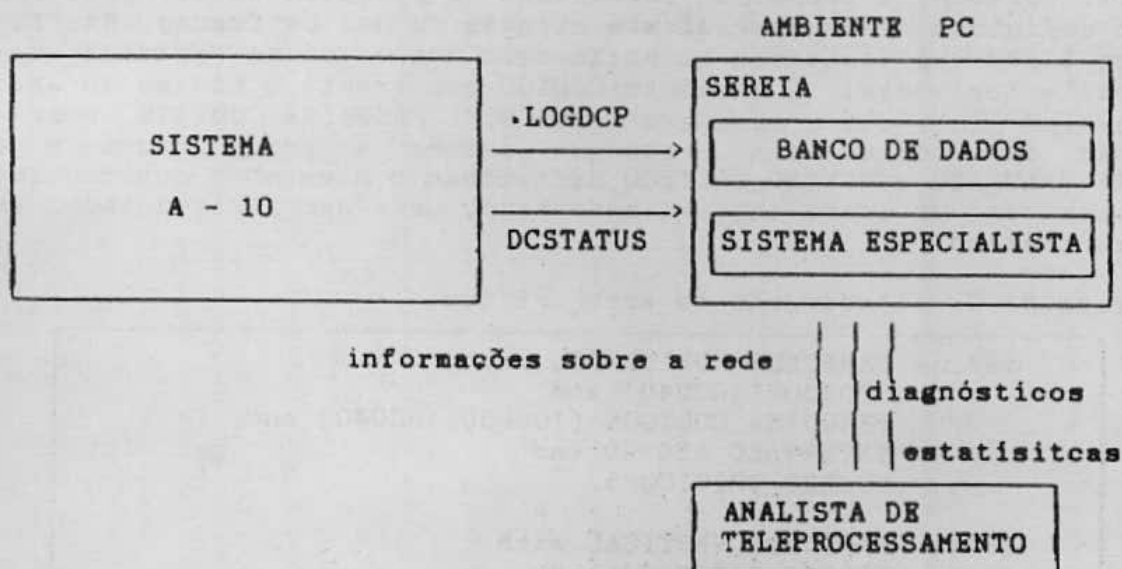 AMBIENTE PC
SEREIA
.LOGDCP
SISTEMA
BANCO DE DADOS
A - 10
DCSTATUS
SISTEMA ESPECIALISTA
informações sobre a rede
diagnósticos
estatisitcas
ANALISTA DE
TELEPROCESSAMENTO